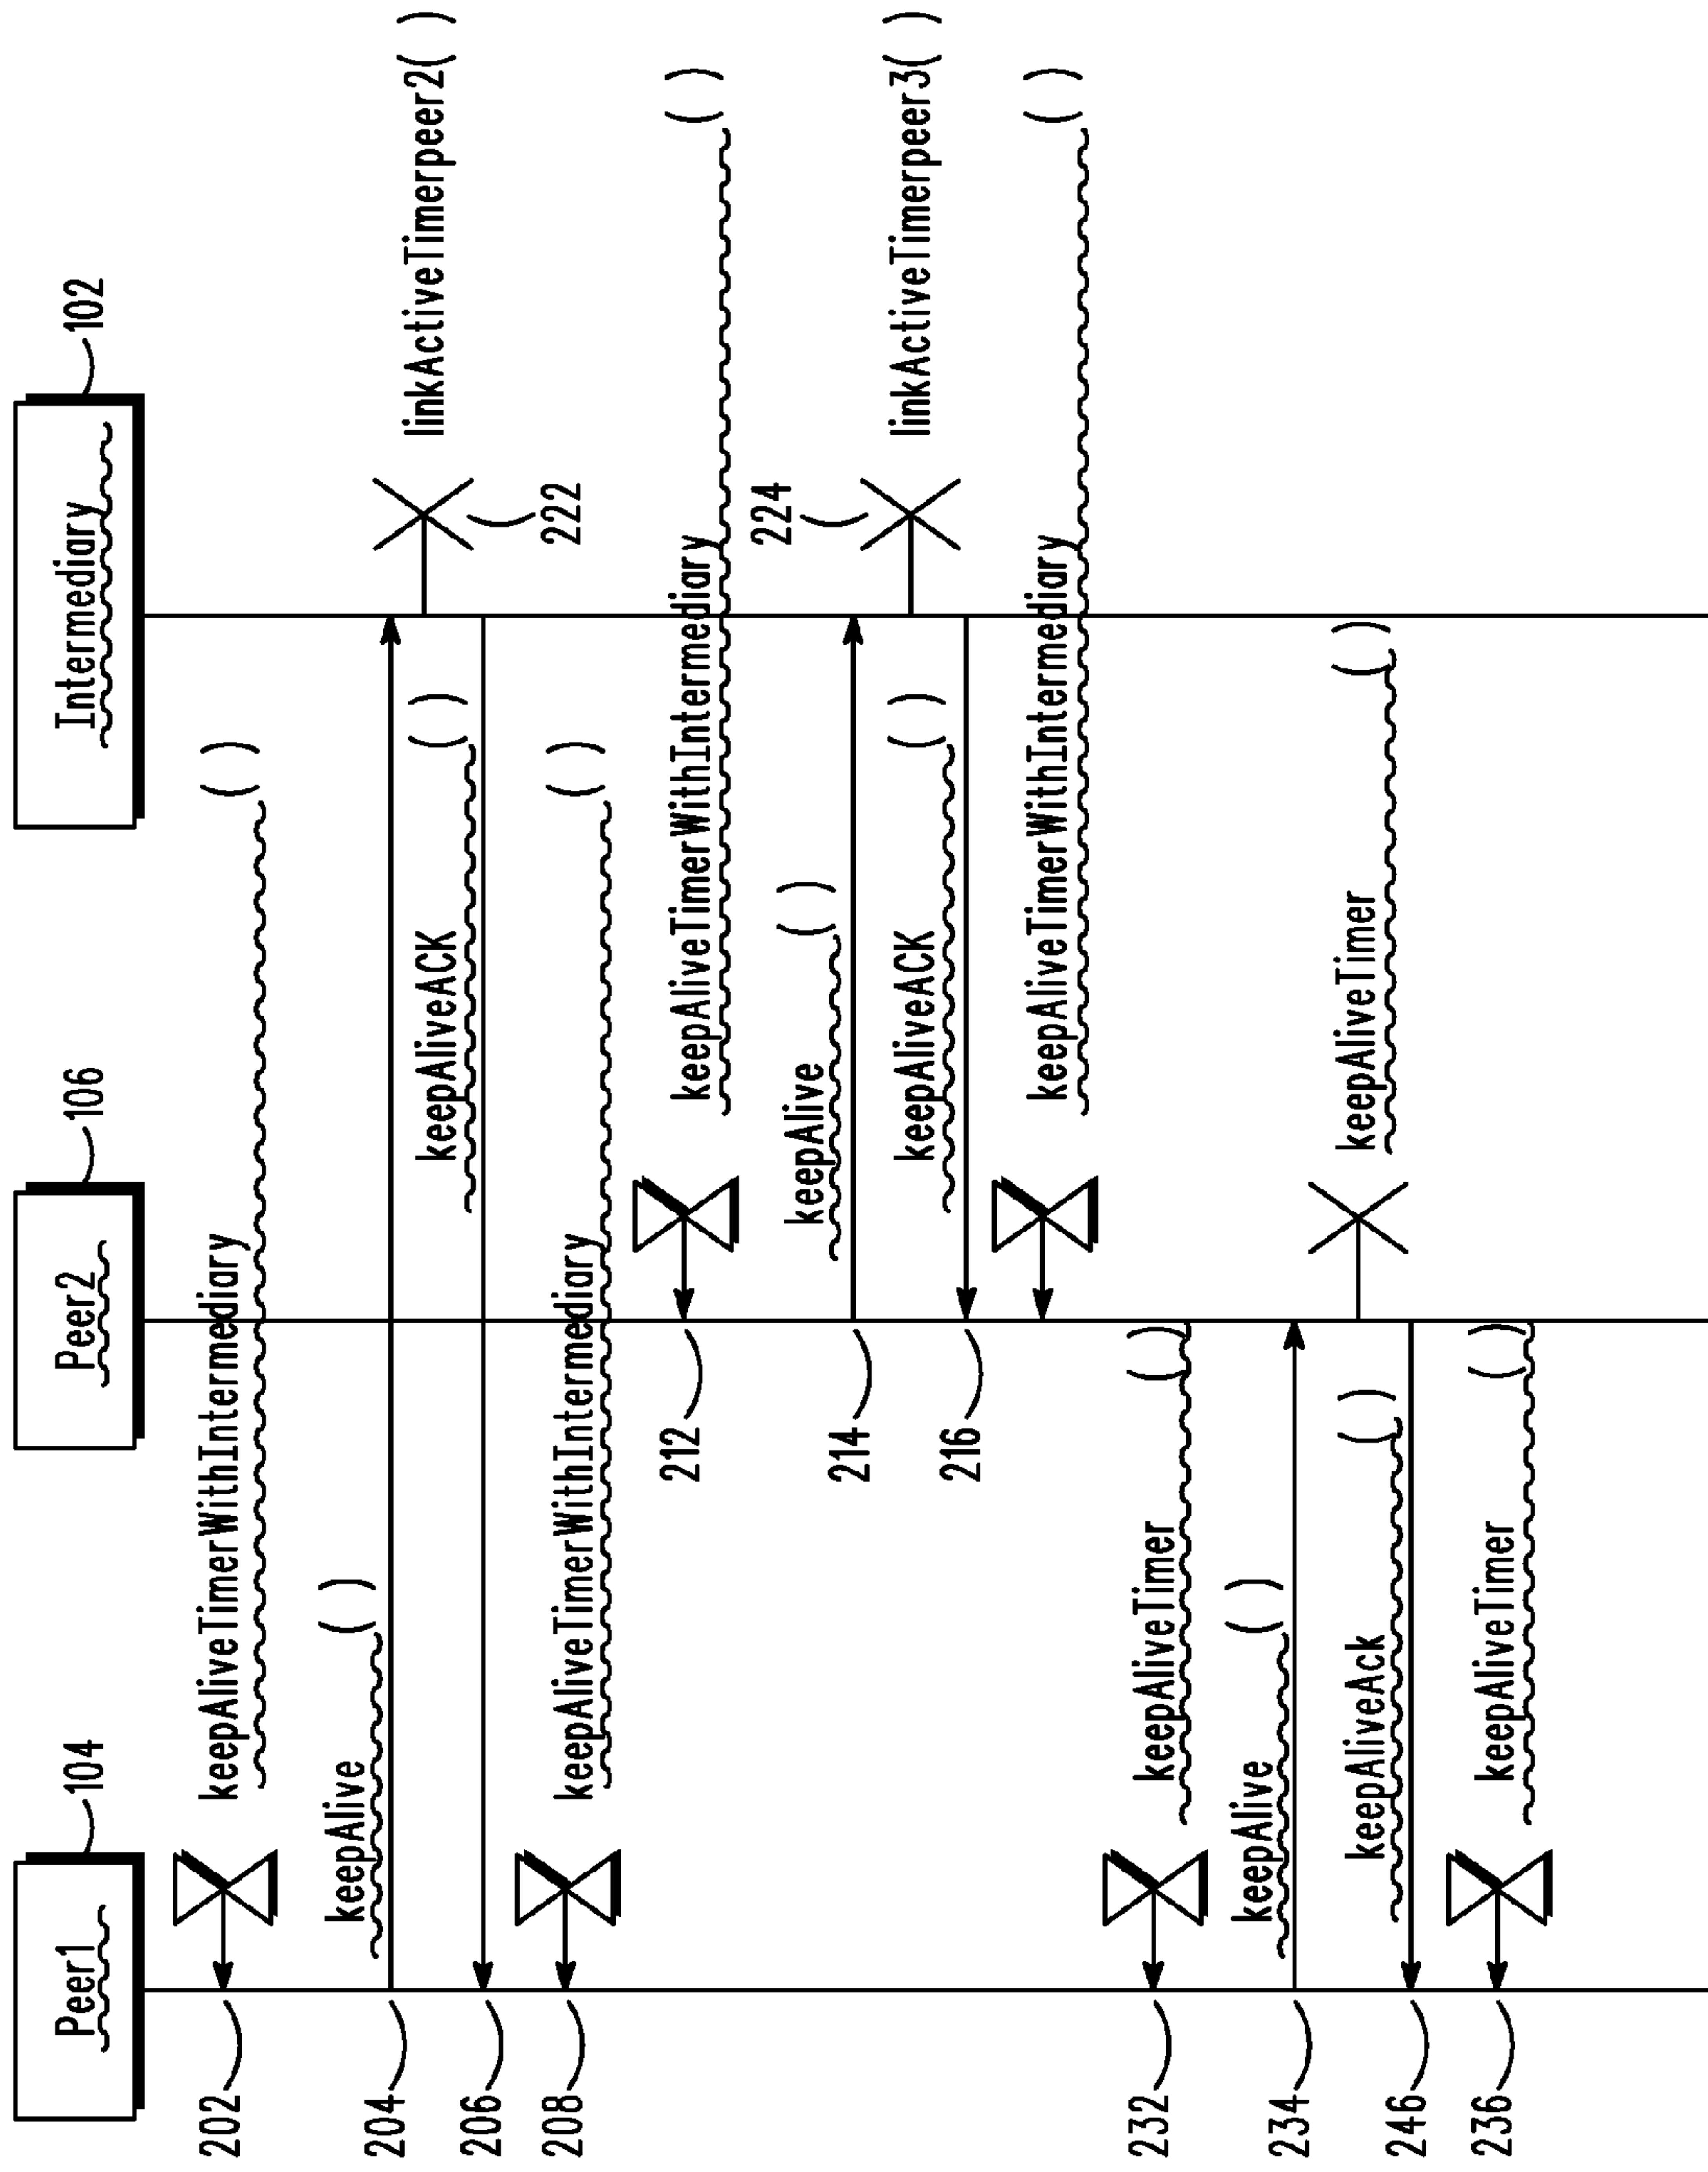 Peer1
104
Peer2
106
Intermediary
102
202
keepAliveTimerWithIntermediary ( )
204
keepAlive ( )
linkActiveTimerpeer2( )
222
206
keepAliveACK ( )
208
keepAliveTimerWithIntermediary ( )
212
keepAliveTimerWithIntermediary ( )
214
keepAlive ( )
224
linkActiveTimerpeer3( )
216
keepAliveACK ( )
keepAliveTimerWithIntermediary ( )
232
keepAliveTimer ( )
234
keepAlive ( )
keepAliveTimer ( )
246
keepAliveAck ( )
236
keepAliveTimer ( )